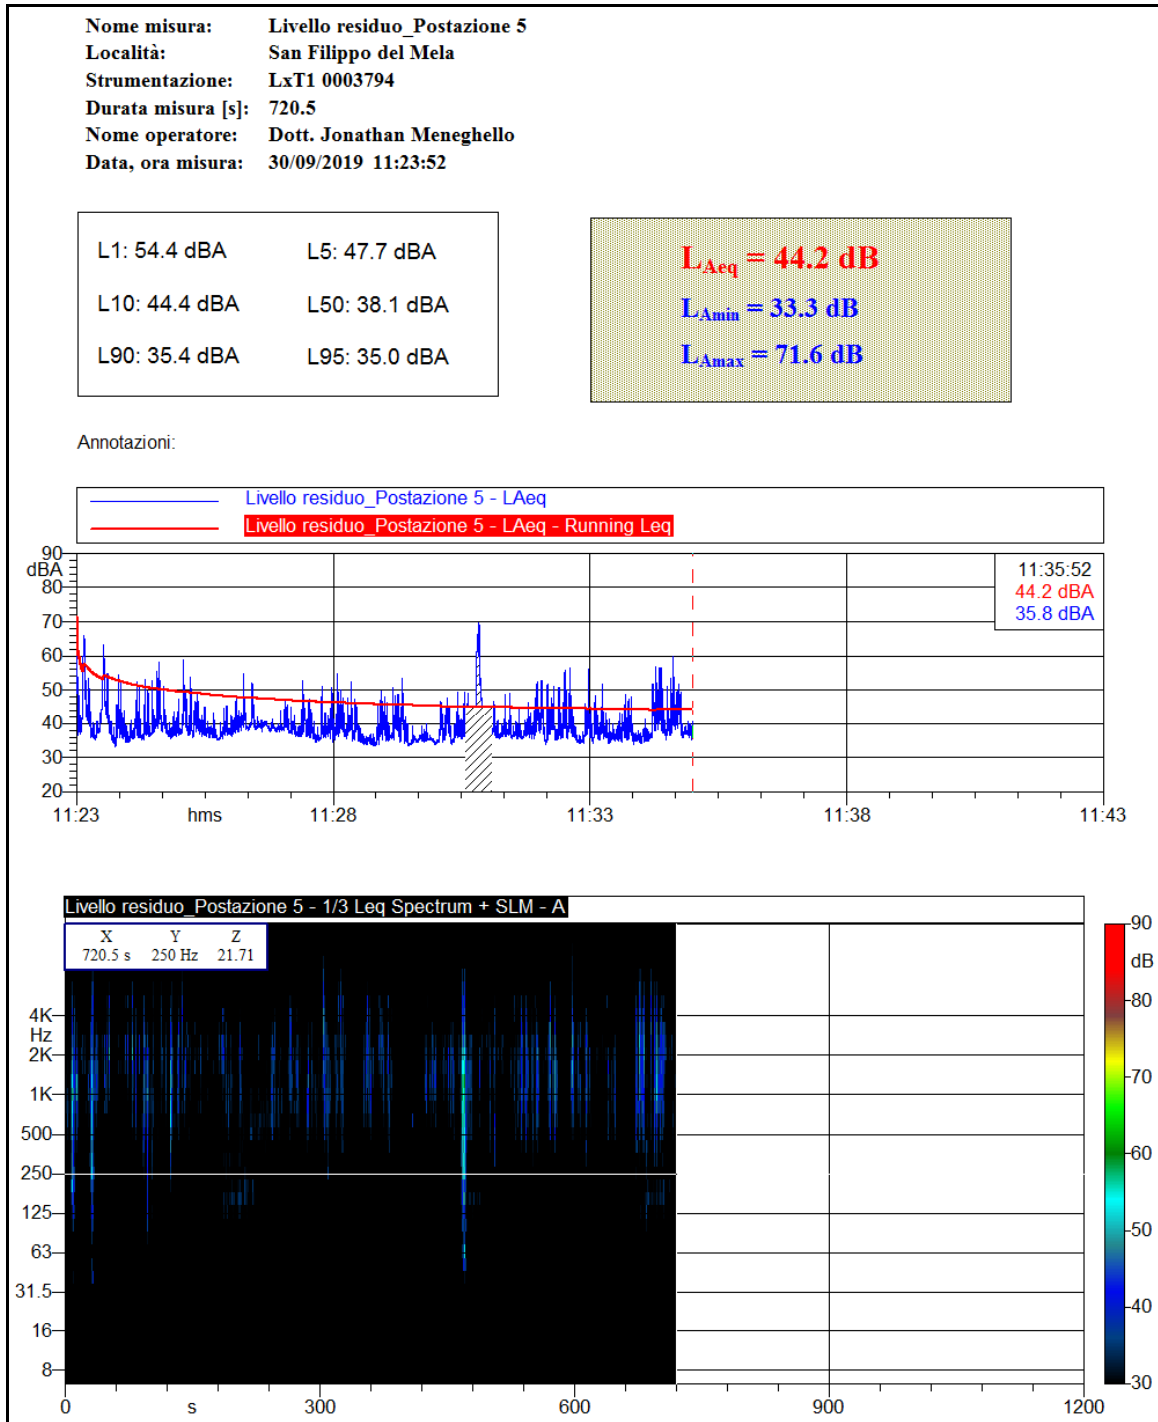 Nome misura: Livello residuo_Postazione 5
Località: San Filippo del Mela
Strumentazione: LxT1 0003794
Durata misura [s]: 720.5
Nome operatore: Dott. Jonathan Meneghello
Data, ora misura: 30/09/2019 11:23:52
L1: 54.4 dBA L5: 47.7 dBA
L10: 44.4 dBA L50: 38.1 dBA
L90: 35.4 dBA L95: 35.0 dBA
LAeq = 44.2 dB
LAmin = 33.3 dB
LAmax = 71.6 dB
Annotazioni:
Livello residuo_Postazione 5 - LAeq
Livello residuo_Postazione 5 - LAeq - Running Leq
90
dBA
80
70
60
50
40
30
20
11:35:52
44.2 dBA
35.8 dBA
11:23 hms 11:28 11:33 11:38 11:43
Livello residuo_Postazione 5 - 1/3 Leq Spectrum + SLM - A
X Y Z
720.5 s 250 Hz 21.71
4K
Hz
2K
1K
500
250
125
63
31.5
16
8
0 s 300 600 900 1200
90
dB
80
70
60
50
40
30